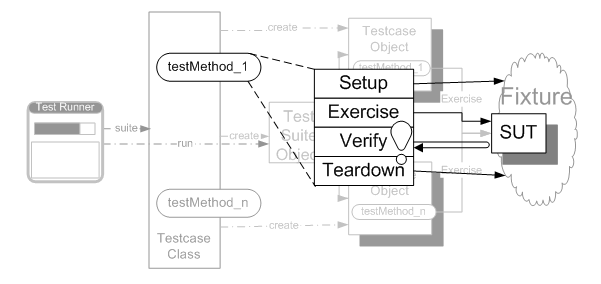 create
Testcase
Object
testMethod_1
testMethod_1
Setup
Fixture
Test Runner
Exercise
Exercise
suite
Test
Suite
Object
SUT
create
Verify
run
Teardown
Exercise
Object
testMethod_n
testMethod_n
create
Testcase
Class